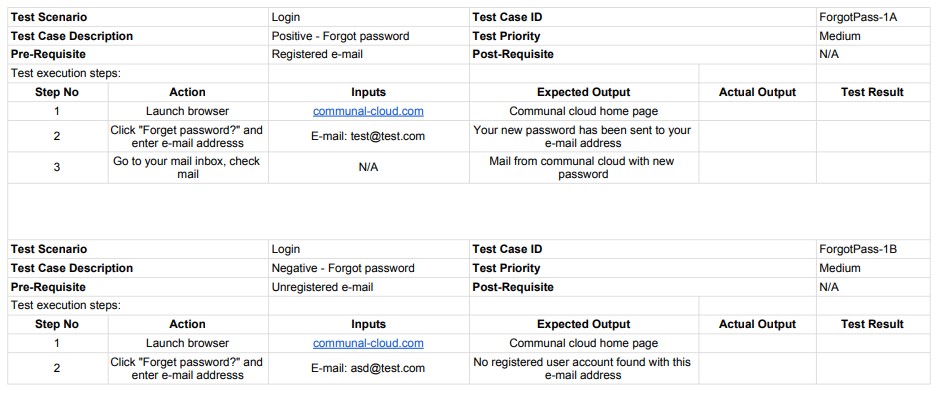 Test Scenario Login Test Case ID ForgotPass-1A
Test Case Description Positive - Forgot password Test Priority Medium
Pre-Requisite Registered e-mail Post-Requisite N/A
Test execution steps:
Step No Action Inputs Expected Output Actual Output Test Result
1 Launch browser communal-cloud.com Communal cloud home page
2 Click "Forget password?" and enter e-mail addresss E-mail: test@test.com Your new password has been sent to your e-mail address
3 Go to your mail inbox, check mail N/A Mail from communal cloud with new password
Test Scenario Login Test Case ID ForgotPass-1B
Test Case Description Negative - Forgot password Test Priority Medium
Pre-Requisite Unregistered e-mail Post-Requisite N/A
Test execution steps:
Step No Action Inputs Expected Output Actual Output Test Result
1 Launch browser communal-cloud.com Communal cloud home page
2 Click "Forget password?" and enter e-mail addresss E-mail: asd@test.com No registered user account found with this e-mail address